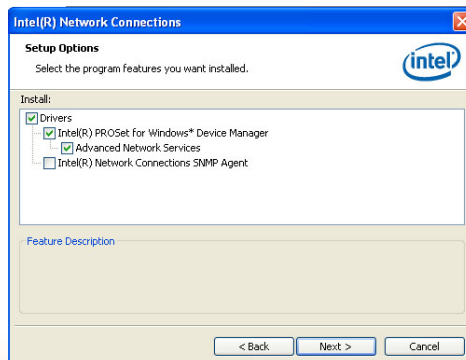 Intel(R) Network Connections
Setup Options
Select the program features you want installed.
intel
Install:
Drivers
Intel(R) PROSet for Windows* Device Manager
Advanced Network Services
Intel(R) Network Connections SNMP Agent
Feature Description
< Back
Next >
Cancel